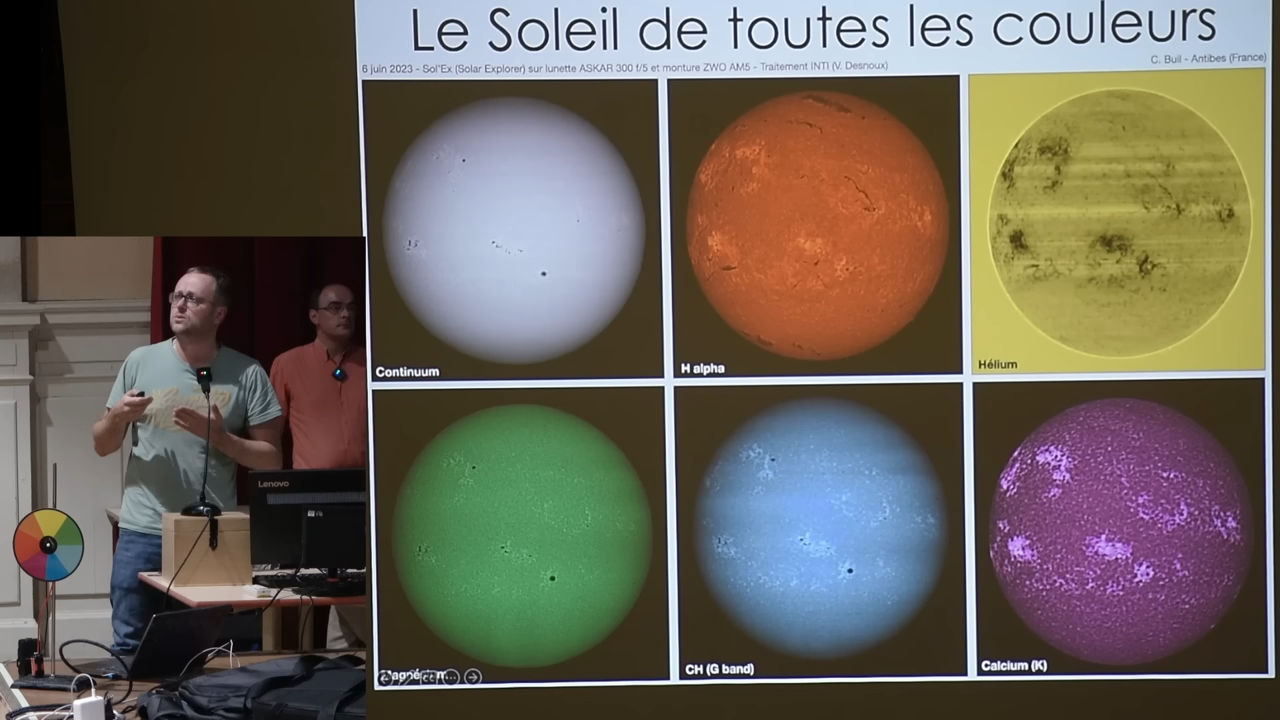 Le Soleil de toutes les couleurs
6 juin 2023 - Sol'Ex (Solar Explorer) sur lunette ASKAR 300 f/5 et monture ZWO AM5 - Traitement INTI (V. Desnoux)
C. Buil - Antibes (France)
Continuum
H alpha
Hélium
CH (G band)
Calcium (K)
Lenovo